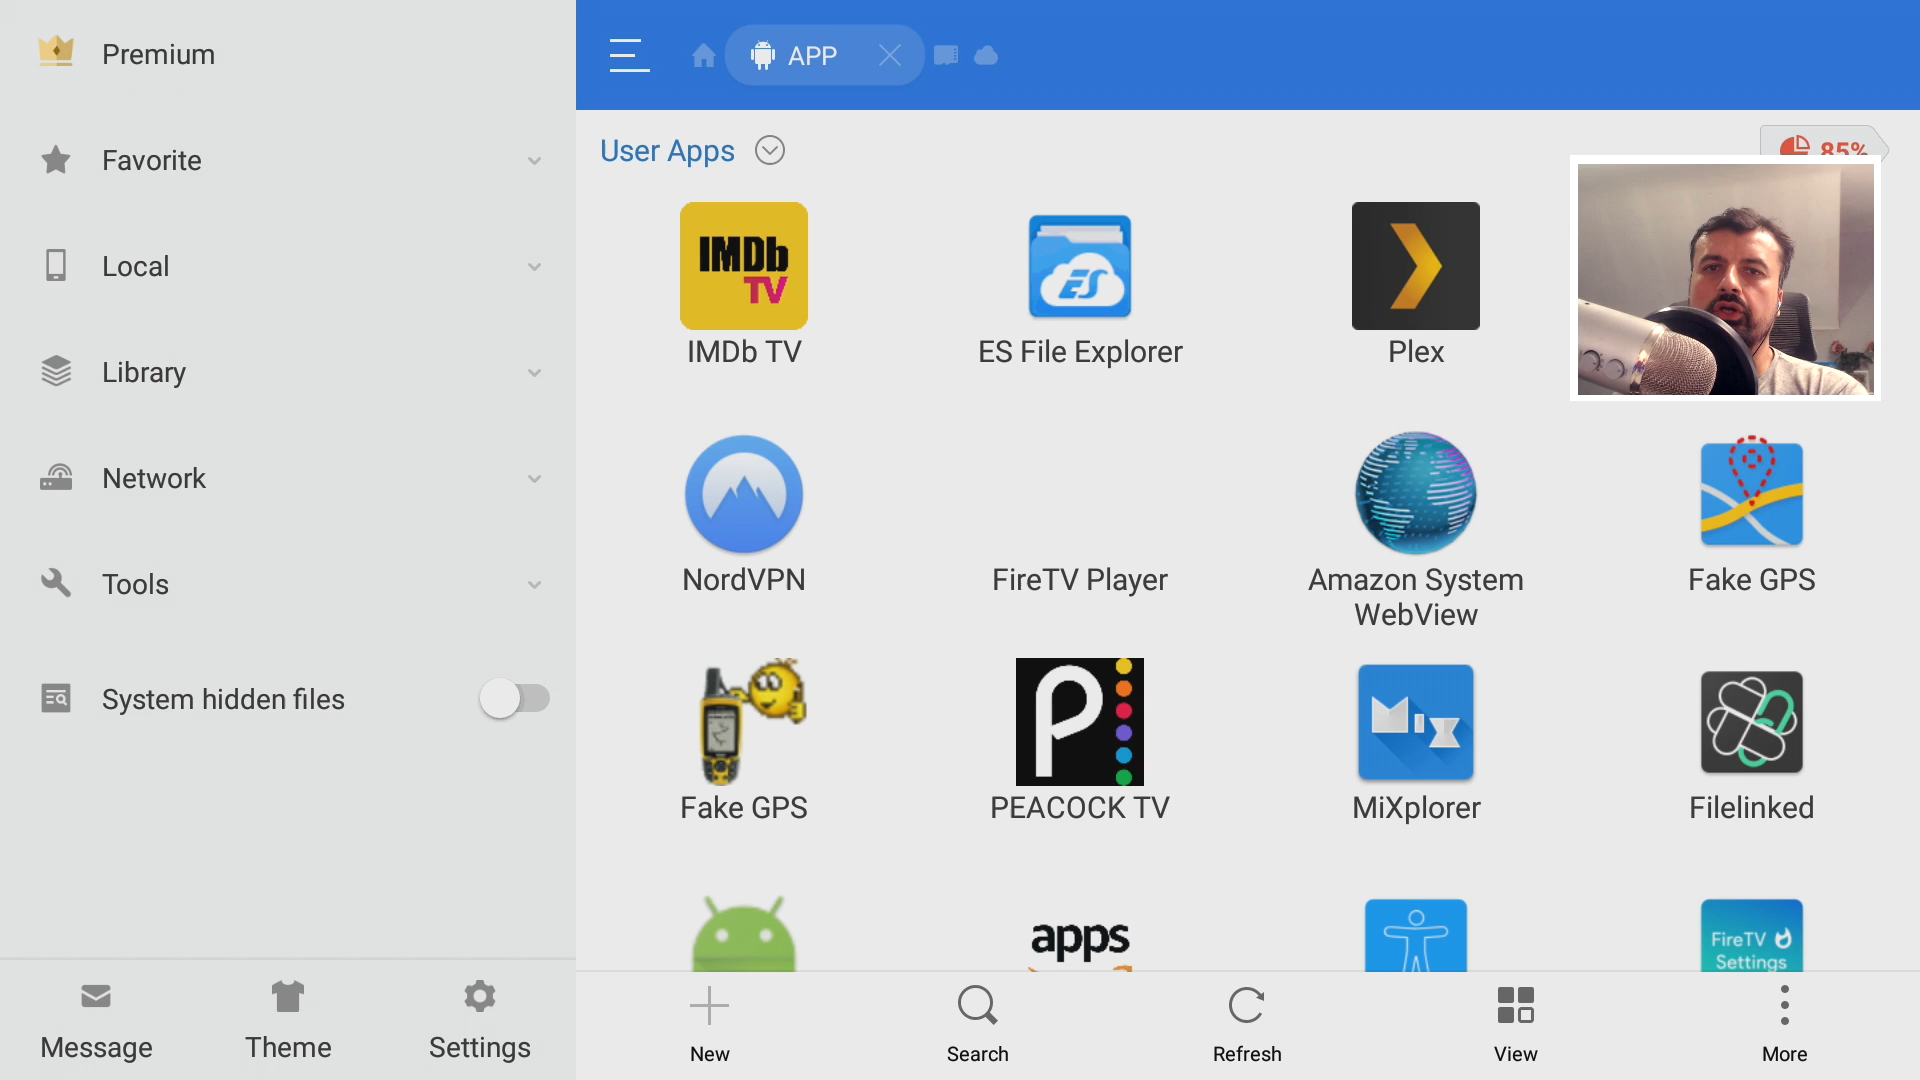 Premium
Favorite
Local
Library
Network
Tools
System hidden files
Message
Theme
Settings
APP
User Apps
85%
IMDb
TV
IMDb TV
ES
ES File Explorer
Plex
NordVPN
FireTV Player
Amazon System
WebView
Fake GPS
Fake GPS
P
PEACOCK TV
MiX
MiXplorer
Filelinked
apps
FireTV
Settings
New
Search
Refresh
View
More